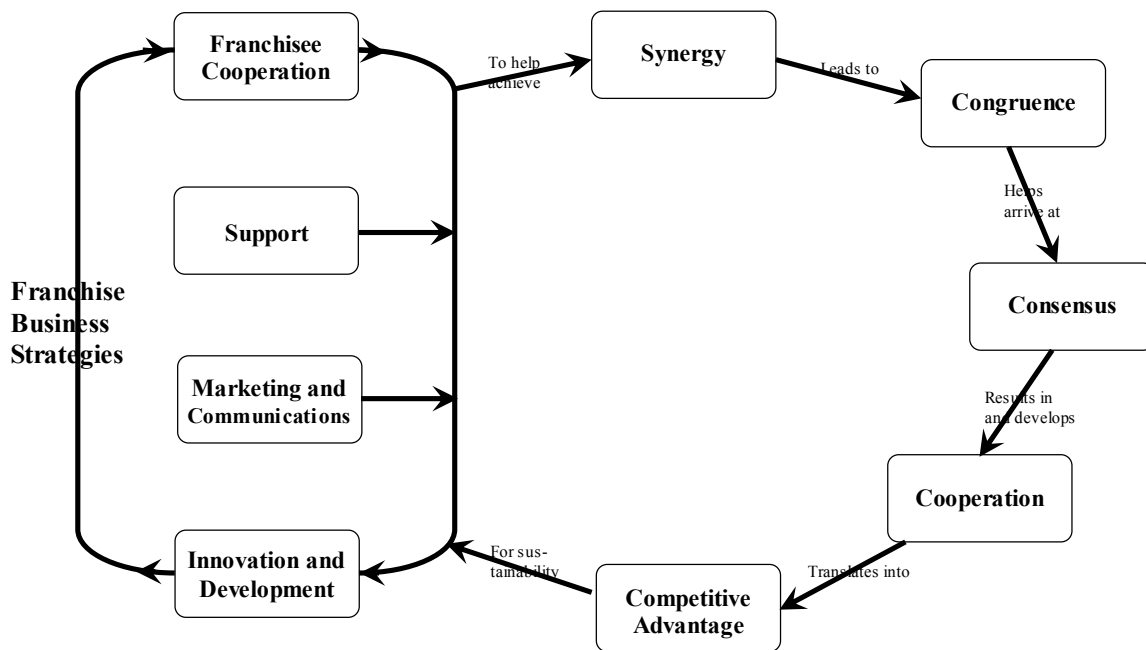 Franchisee
Cooperation
To help
achieve
Synergy
Leads to
Congruence
Helps
arrive at
Support
Franchise
Business
Strategies
Consensus
Marketing and
Communications
Results in
and develops
Cooperation
Innovation and
Development
For sus-
tainability
Translates into
Competitive
Advantage